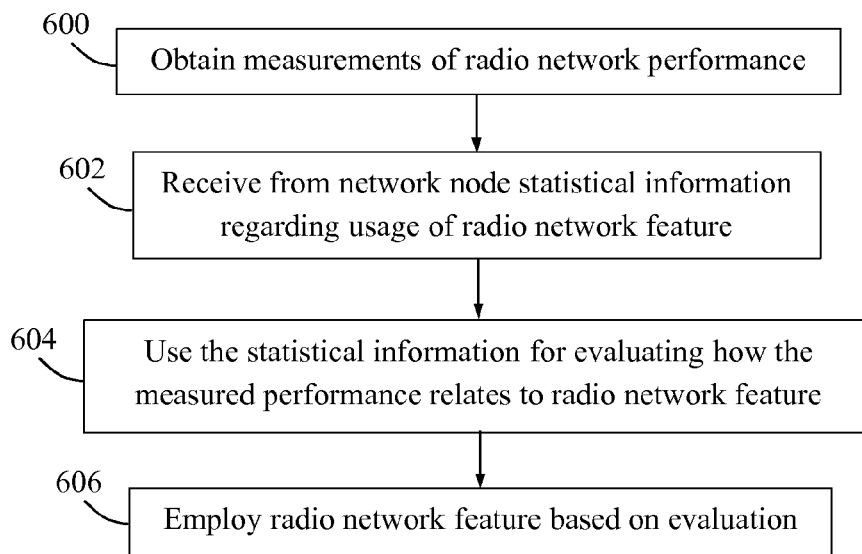 600
Obtain measurements of radio network performance
602
Receive from network node statistical information
regarding usage of radio network feature
604
Use the statistical information for evaluating how the
measured performance relates to radio network feature
606
Employ radio network feature based on evaluation